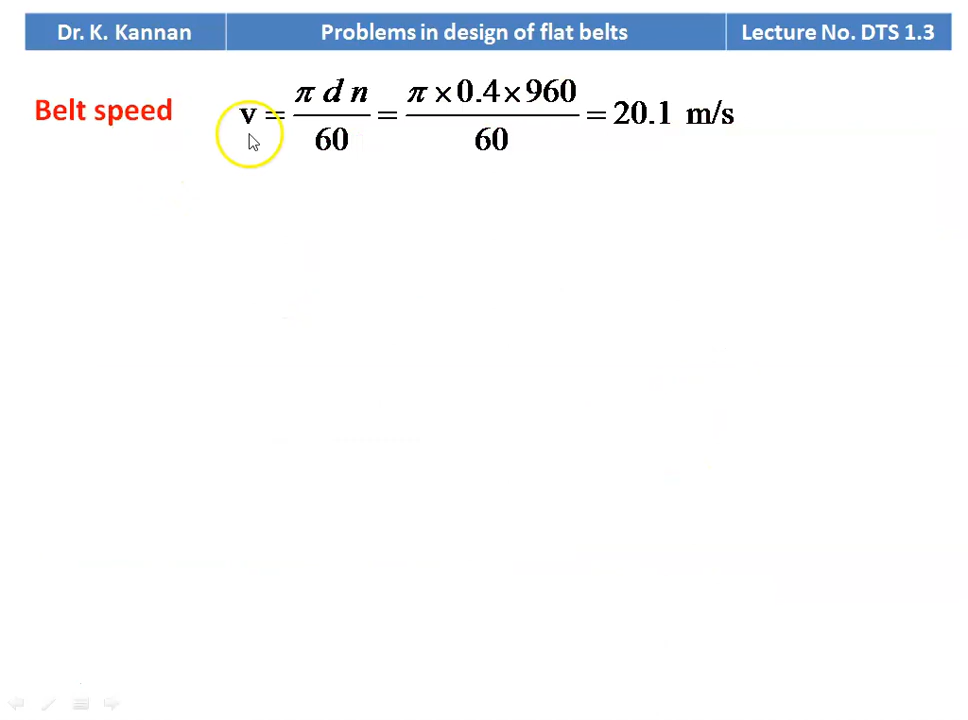 Dr. K. Kannan Problems in design of flat belts Lecture No. DTS 1.3
Belt speed v = π d n / 60 = π × 0.4 × 960 / 60 = 20.1 m/s